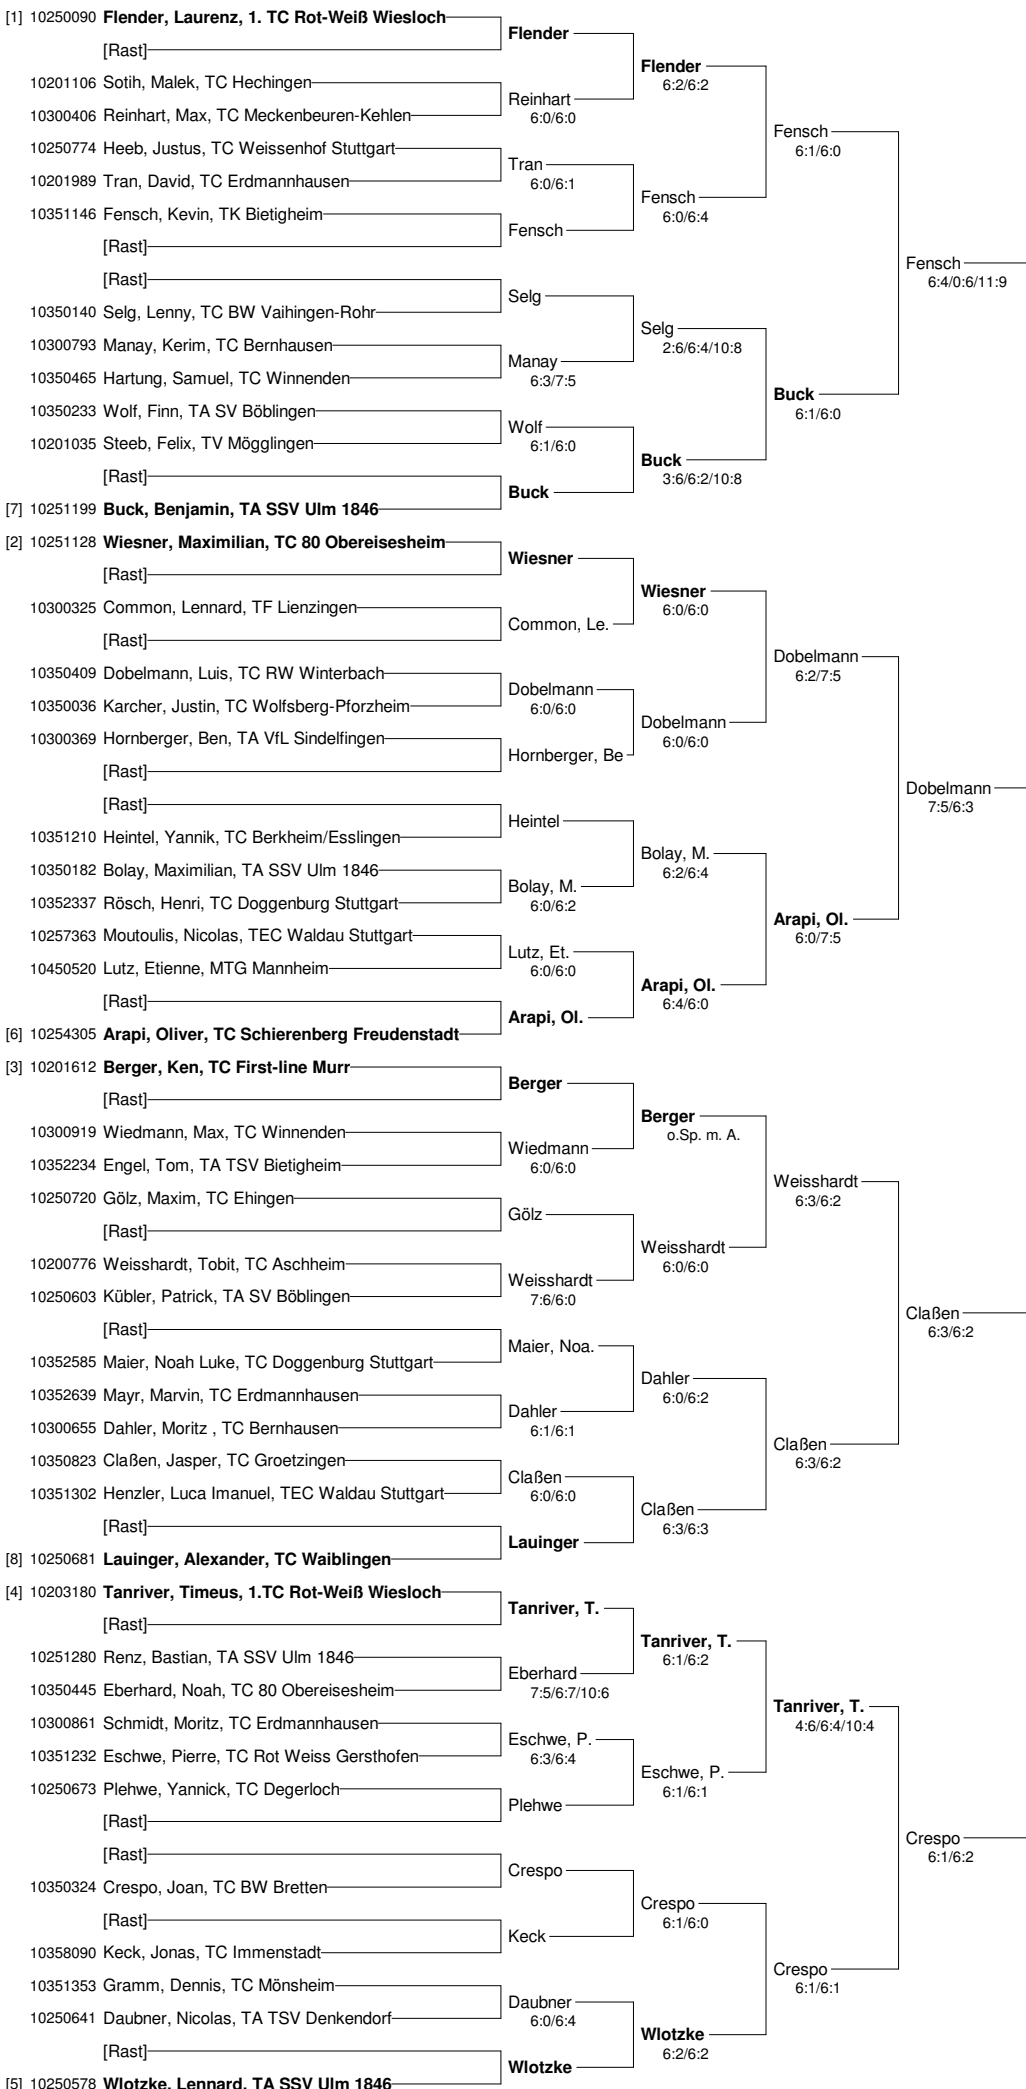 [1] 10250090 Flender, Laurenz, 1. TC Rot-Weiß Wiesloch
Flender
[Rast]
Flender
6:2/6:2
10201106 Sotih, Malek, TC Hechingen
Reinhart
6:0/6:0
10300406 Reinhart, Max, TC Meckenbeuren-Kehlen
Fensch
6:1/6:0
10250774 Heeb, Justus, TC Weissenhof Stuttgart
Tran
6:0/6:1
10201989 Tran, David, TC Erdmannhausen
Fensch
6:0/6:4
10351146 Fensch, Kevin, TK Bietigheim
Fensch
[Rast]
Fensch
6:4/0:6/11:9
[Rast]
Selg
10350140 Selg, Lenny, TC BW Vaihingen-Rohr
Selg
2:6/6:4/10:8
10300793 Manay, Kerim, TC Bernhausen
Manay
6:3/7:5
10350465 Hartung, Samuel, TC Winnenden
Buck
6:1/6:0
10350233 Wolf, Finn, TA SV Böblingen
Wolf
6:1/6:0
10201035 Steeb, Felix, TV Mögglingen
Buck
3:6/6:2/10:8
[Rast]
Buck
[7] 10251199 Buck, Benjamin, TA SSV Ulm 1846
[2] 10251128 Wiesner, Maximilian, TC 80 Obereisesheim
Wiesner
[Rast]
Wiesner
6:0/6:0
10300325 Common, Lennard, TF Lienzingen
Common, Le.
[Rast]
Dobelmann
6:2/7:5
10350409 Dobelmann, Luis, TC RW Winterbach
Dobelmann
6:0/6:0
10350036 Karcher, Justin, TC Wolfsberg-Pforzheim
Dobelmann
6:0/6:0
10300369 Hornberger, Ben, TA VfL Sindelfingen
Hornberger, Be
[Rast]
Dobelmann
7:5/6:3
[Rast]
Heintel
10351210 Heintel, Yannik, TC Berkheim/Esslingen
Bolay, M.
6:2/6:4
10350182 Bolay, Maximilian, TA SSV Ulm 1846
Bolay, M.
6:0/6:2
10352337 Rösch, Henri, TC Doggenburg Stuttgart
Arapi, Ol.
6:0/7:5
10257363 Moutoulis, Nicolas, TEC Waldau Stuttgart
Lutz, Et.
6:0/6:0
10450520 Lutz, Etienne, MTG Mannheim
Arapi, Ol.
6:4/6:0
[Rast]
Arapi, Ol.
[6] 10254305 Arapi, Oliver, TC Schierenberg Freudenstadt
[3] 10201612 Berger, Ken, TC First-line Murr
Berger
[Rast]
Berger
o.Sp. m. A.
10300919 Wiedmann, Max, TC Winnenden
Wiedmann
6:0/6:0
10352234 Engel, Tom, TA TSV Bietigheim
Weisshardt
6:3/6:2
10250720 Gölz, Maxim, TC Ehingen
Gölz
[Rast]
Weisshardt
6:0/6:0
10200776 Weisshardt, Tobit, TC Aschheim
Weisshardt
7:6/6:0
10250603 Kübler, Patrick, TA SV Böblingen
Claßen
6:3/6:2
[Rast]
Maier, Noa.
10352585 Maier, Noah Luke, TC Doggenburg Stuttgart
Dahler
6:0/6:2
10352639 Mayr, Marvin, TC Erdmannhausen
Dahler
6:1/6:1
10300655 Dahler, Moritz , TC Bernhausen
Claßen
6:3/6:2
10350823 Claßen, Jasper, TC Groetzingen
Claßen
6:0/6:0
10351302 Henzler, Luca Imanuel, TEC Waldau Stuttgart
Claßen
6:3/6:3
[Rast]
Lauinger
[8] 10250681 Lauinger, Alexander, TC Waiblingen
[4] 10203180 Tanriver, Timeus, 1.TC Rot-Weiß Wiesloch
Tanriver, T.
[Rast]
Tanriver, T.
6:1/6:2
10251280 Renz, Bastian, TA SSV Ulm 1846
Eberhard
7:5/6:7/10:6
10350445 Eberhard, Noah, TC 80 Obereisesheim
Tanriver, T.
4:6/6:4/10:4
10300861 Schmidt, Moritz, TC Erdmannhausen
Eschwe, P.
6:3/6:4
10351232 Eschwe, Pierre, TC Rot Weiss Gersthofen
Eschwe, P.
6:1/6:1
10250673 Plehwe, Yannick, TC Degerloch
Plehwe
[Rast]
Crespo
6:1/6:2
[Rast]
Crespo
10350324 Crespo, Joan, TC BW Bretten
Crespo
6:1/6:0
[Rast]
Keck
10358090 Keck, Jonas, TC Immenstadt
Crespo
6:1/6:1
10351353 Gramm, Dennis, TC Mönsheim
Daubner
6:0/6:4
10250641 Daubner, Nicolas, TA TSV Denkendorf
Wlotzke
6:2/6:2
[Rast]
Wlotzke
[5] 10250578 Wlotzke, Lennard, TA SSV Ulm 1846